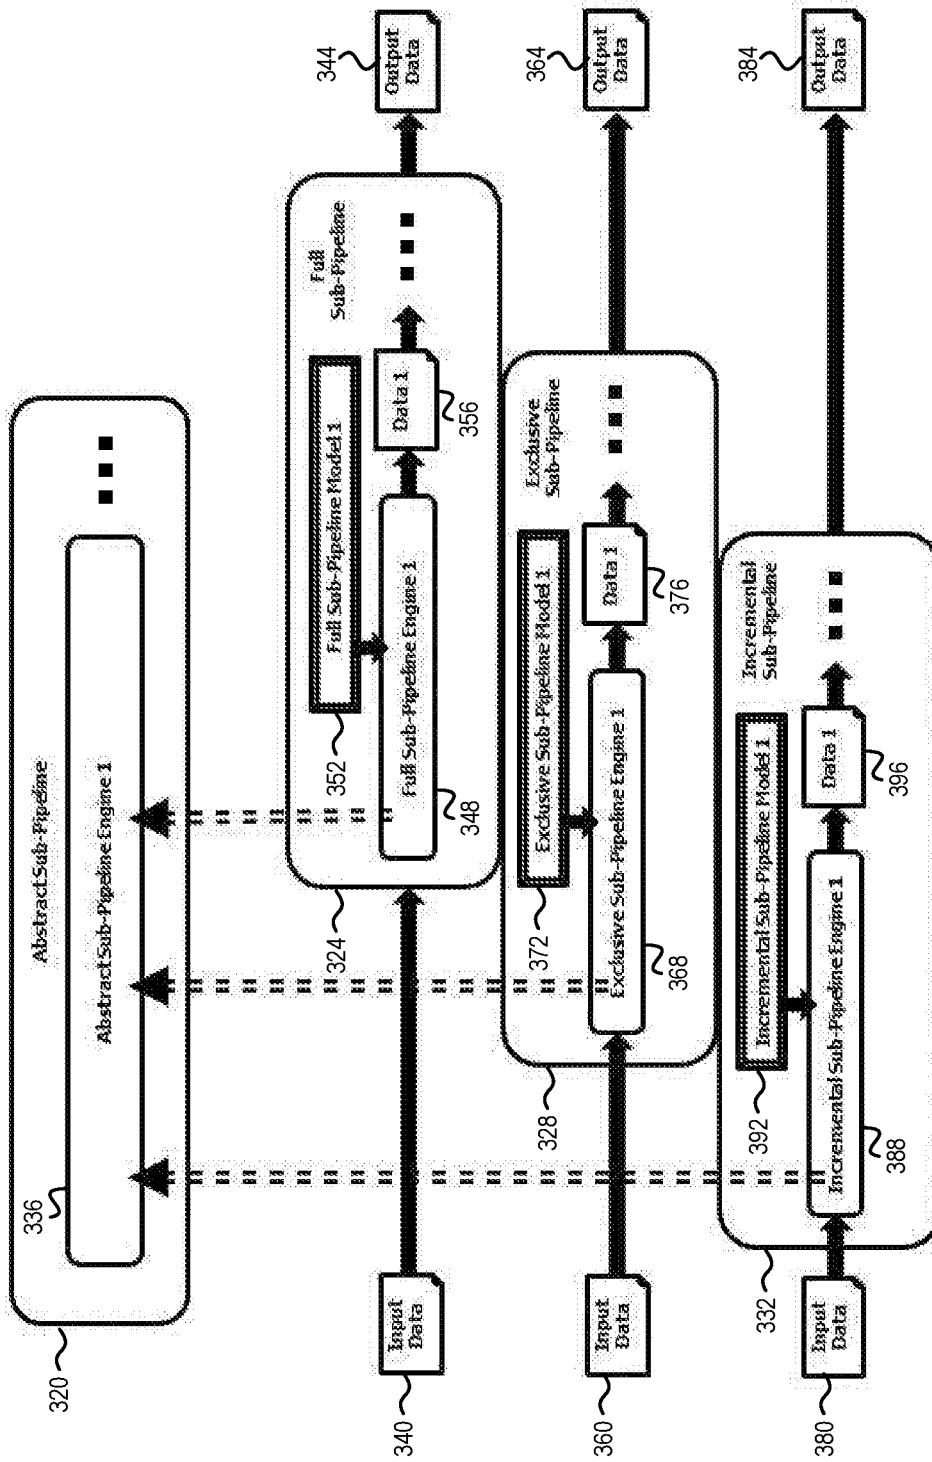 320
Abstract Sub-Pipeline
336
Abstract Sub-Pipeline Engine 1
324
Full
Sub-Pipeline
352
Full Sub-Pipeline Model 1
340
Input
Data
348
Full Sub-Pipeline Engine 1
356
Data 1
344
Output
Data
328
Exclusive
Sub-Pipeline
372
Exclusive Sub-Pipeline Model 1
360
Input
Data
368
Exclusive Sub-Pipeline Engine 1
376
Data 1
364
Output
Data
332
Incremental
Sub-Pipeline
392
Incremental Sub-Pipeline Model 1
380
Input
Data
388
Incremental Sub-Pipeline Engine 1
396
Data 1
384
Output
Data